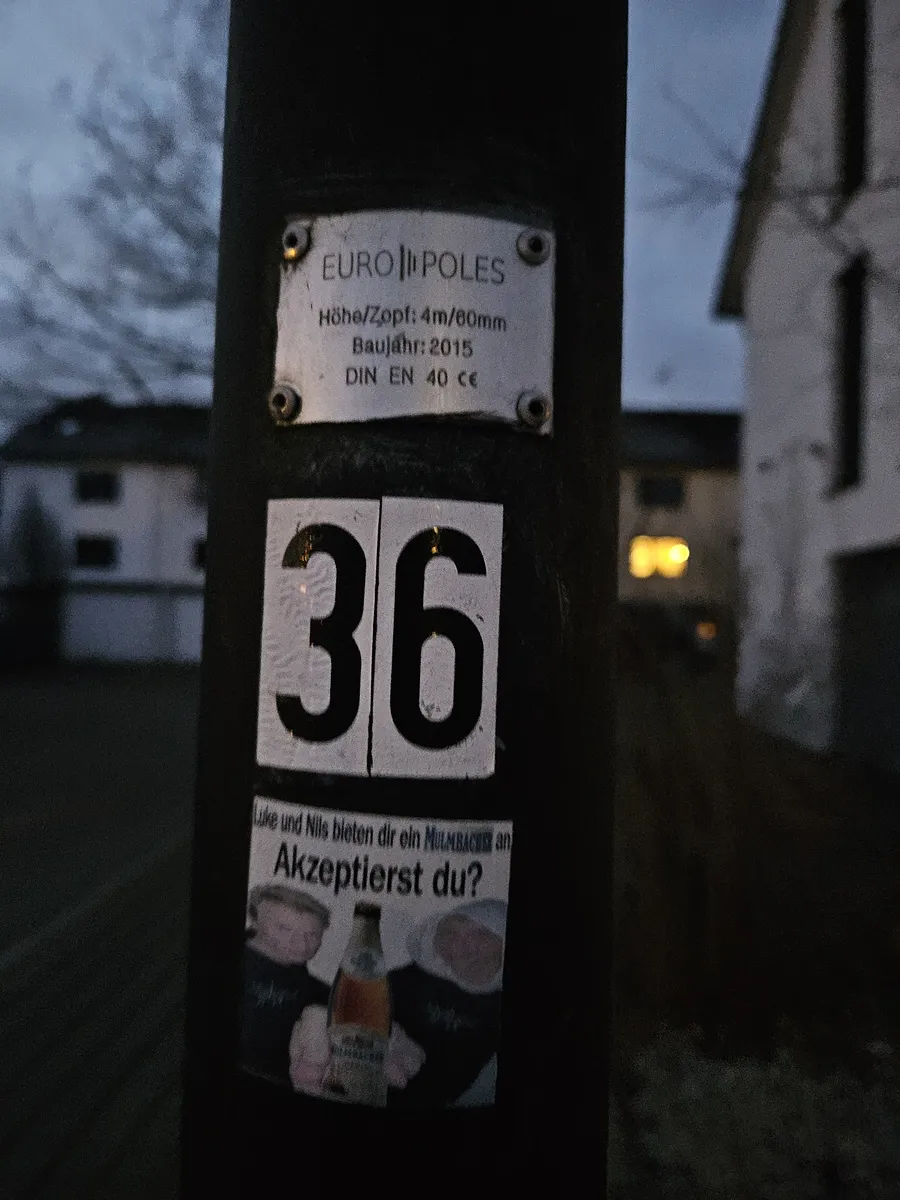 EURO POLES
Höhe/Zopf: 4m/60mm
Baujahr: 2015
DIN EN 40 CE
36
Luke und Nils bieten dir ein MULMBACHER an
Akzeptierst du?